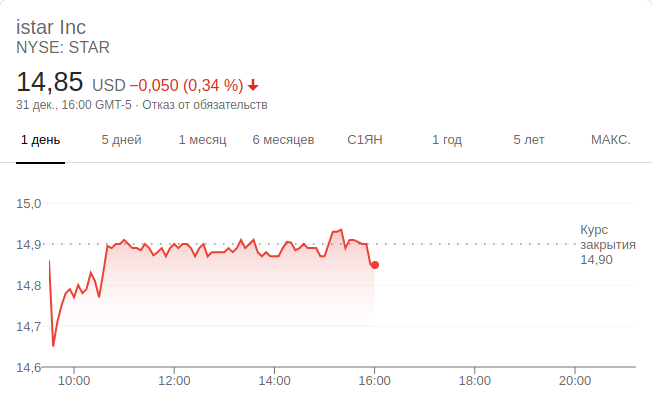 istar Inc
NYSE: STAR
14,85 USD −0,050 (0,34 %)
31 дек., 16:00 GMT-5 · Отказ от обязательств
1 день 5 дней 1 месяц 6 месяцев С1ЯН 1 год 5 лет МАКС.
15,0
14,9
14,8
14,7
14,6
Курс
закрытия
14,90
10:00 12:00 14:00 16:00 18:00 20:00